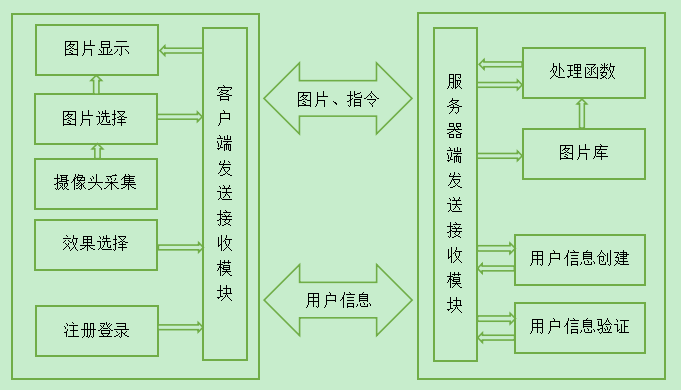 图片显示
图片选择
摄像头采集
效果选择
注册登录
客户端发送接收模块
图片、指令
用户信息
服务器端发送接收模块
处理函数
图片库
用户信息创建
用户信息验证